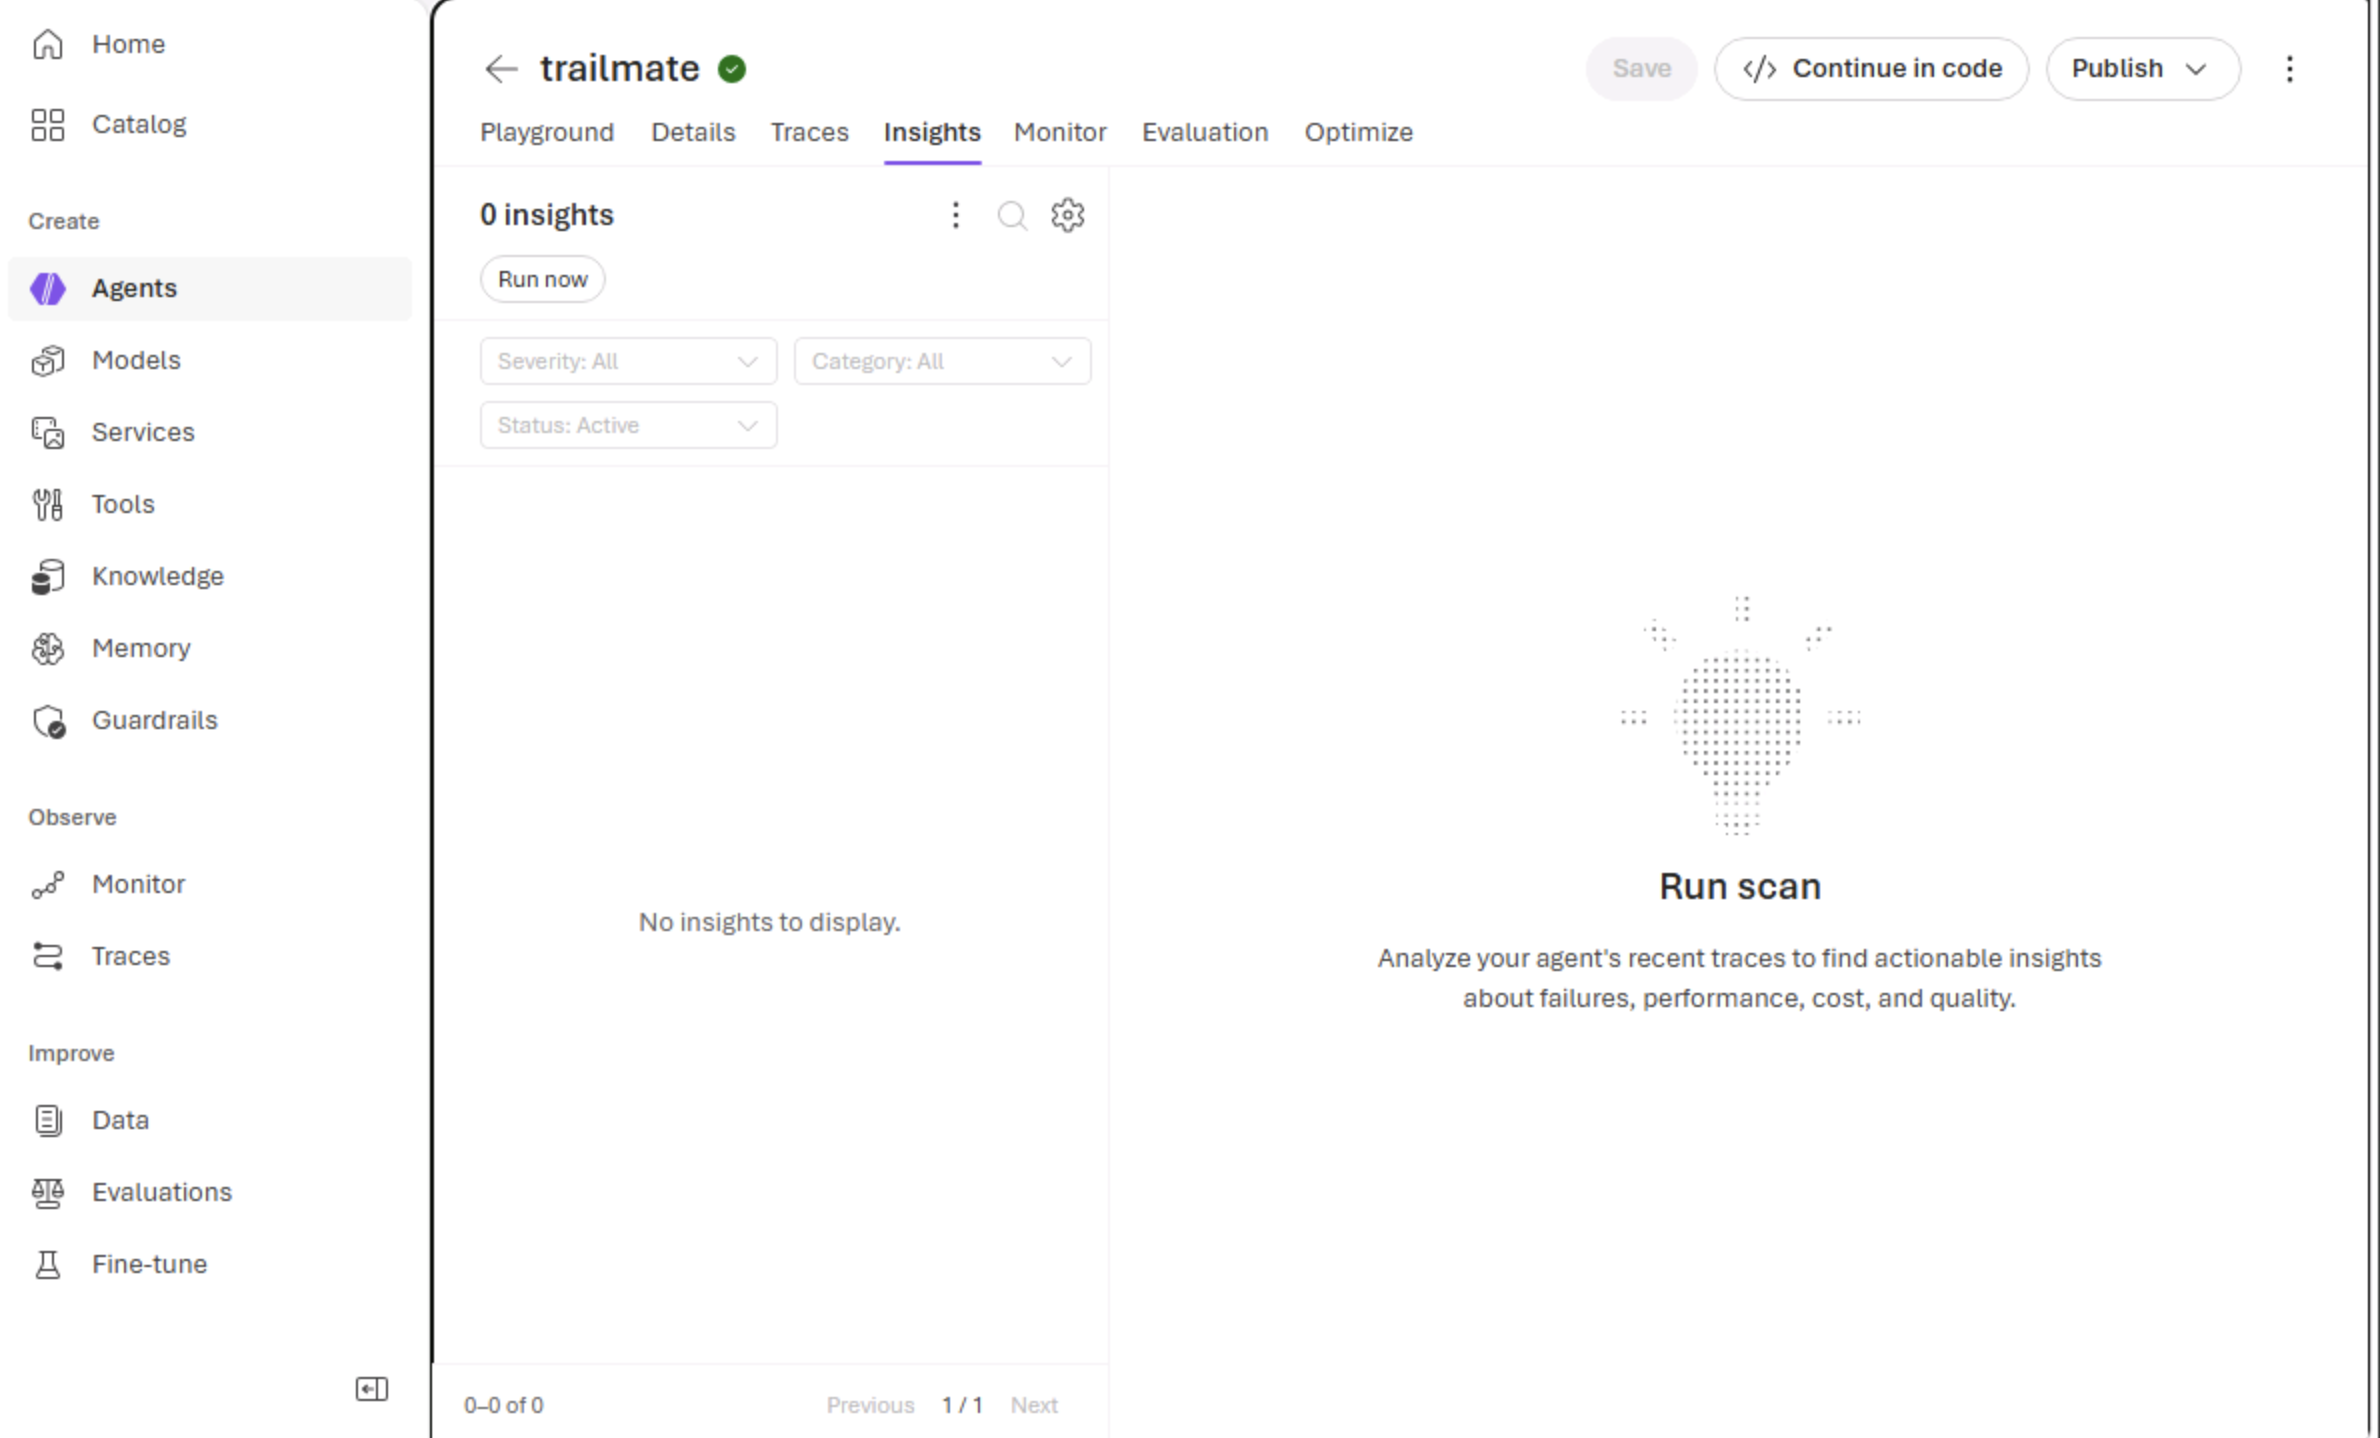 Home
Catalog
Create
Agents
Models
Services
Tools
Knowledge
Memory
Guardrails
Observe
Monitor
Traces
Improve
Data
Evaluations
Fine-tune
trailmate
Save
Continue in code
Publish
Playground Details Traces Insights Monitor Evaluation Optimize
0 insights
Run now
Severity: All
Category: All
Status: Active
No insights to display.
0–0 of 0
Previous 1 / 1 Next
Run scan
Analyze your agent's recent traces to find actionable insights
about failures, performance, cost, and quality.